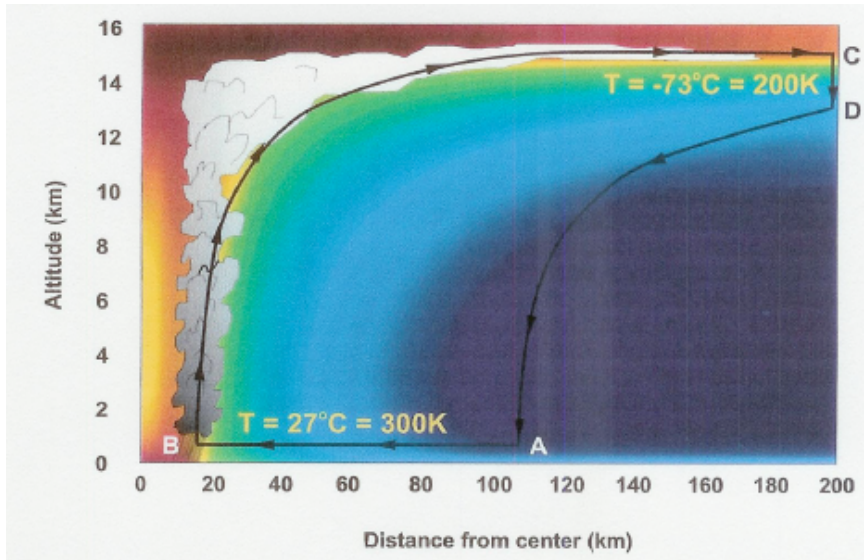 16
14
12
10
8
6
4
2
0
Altitude (km)
C
T = -73°C = 200K
D
T = 27°C = 300K
B
A
0 20 40 60 80 100 120 140 160 180 200
Distance from center (km)